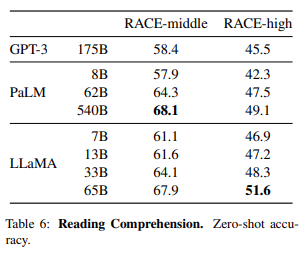 RACE-middle RACE-high
GPT-3 175B 58.4 45.5
8B 57.9 42.3
PaLM 62B 64.3 47.5
540B 68.1 49.1
7B 61.1 46.9
LLaMA 13B 61.6 47.2
33B 64.1 48.3
65B 67.9 51.6
Table 6: Reading Comprehension. Zero-shot accu-
racy.